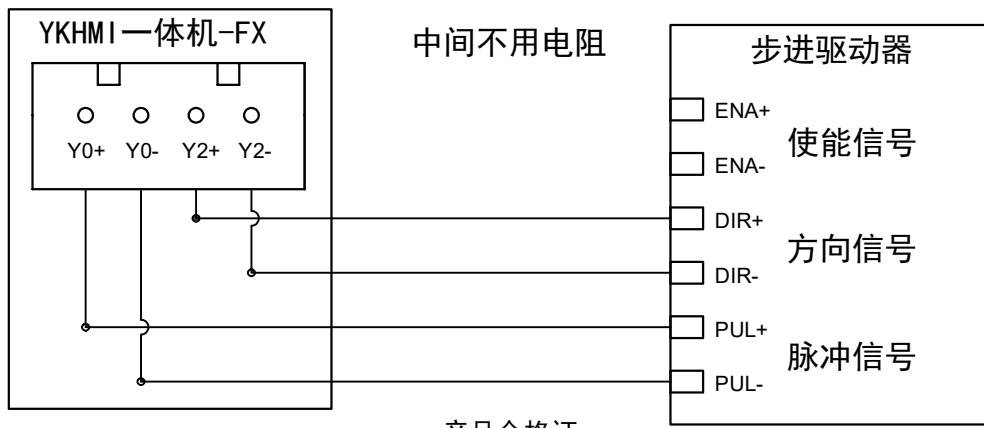 YKHMI一体机-FX
中间不用电阻
步进驱动器
Y0+ Y0- Y2+ Y2-
ENA+
使能信号
ENA-
DIR+
方向信号
DIR-
PUL+
脉冲信号
PUL-